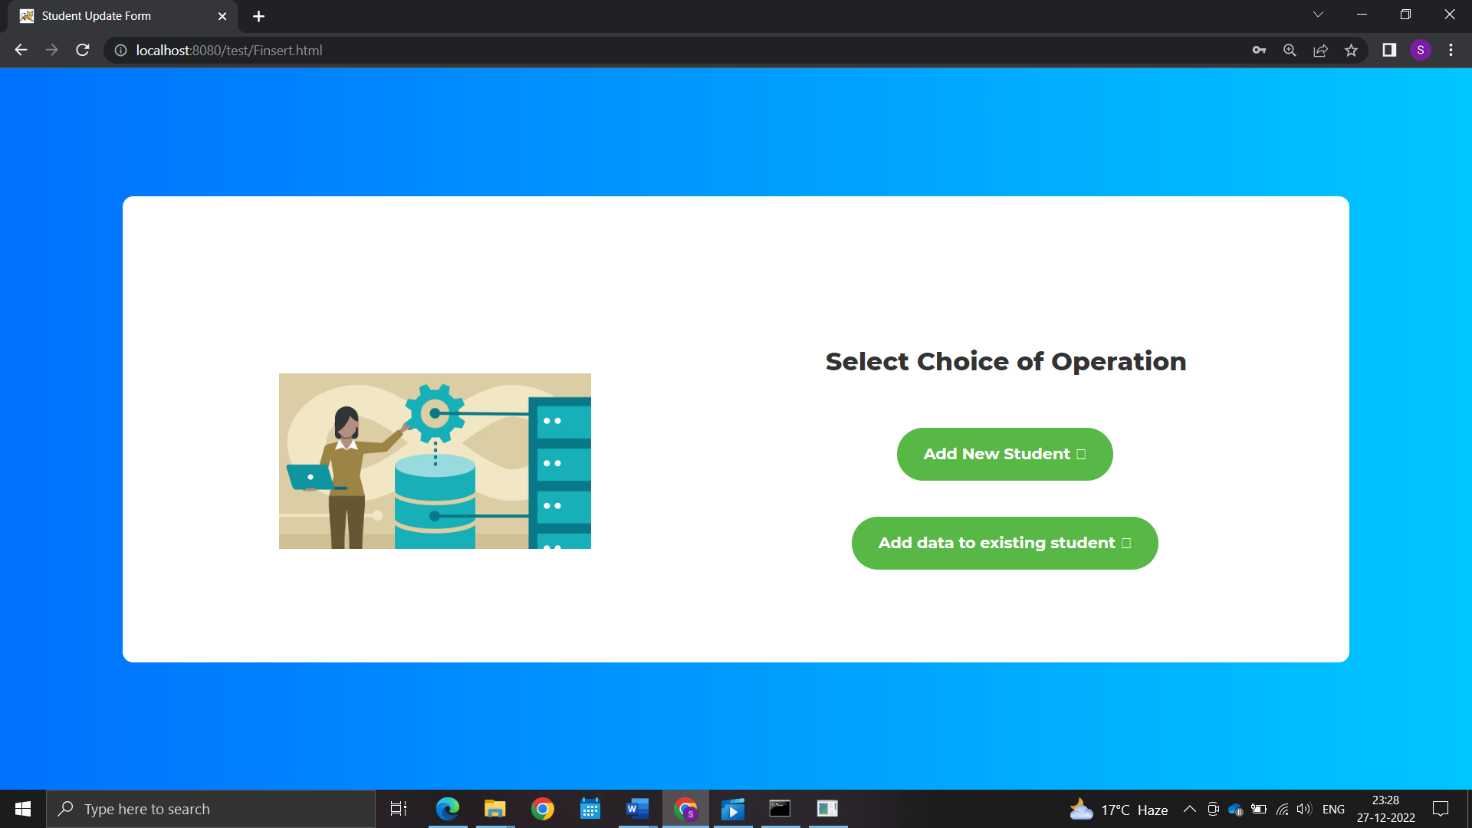 Student Update Form
localhost:8080/test/Finsert.html
S
Select Choice of Operation
Add New Student
Add data to existing student
Type here to search
W
S
17°C Haze
ENG
23:28
27-12-2022